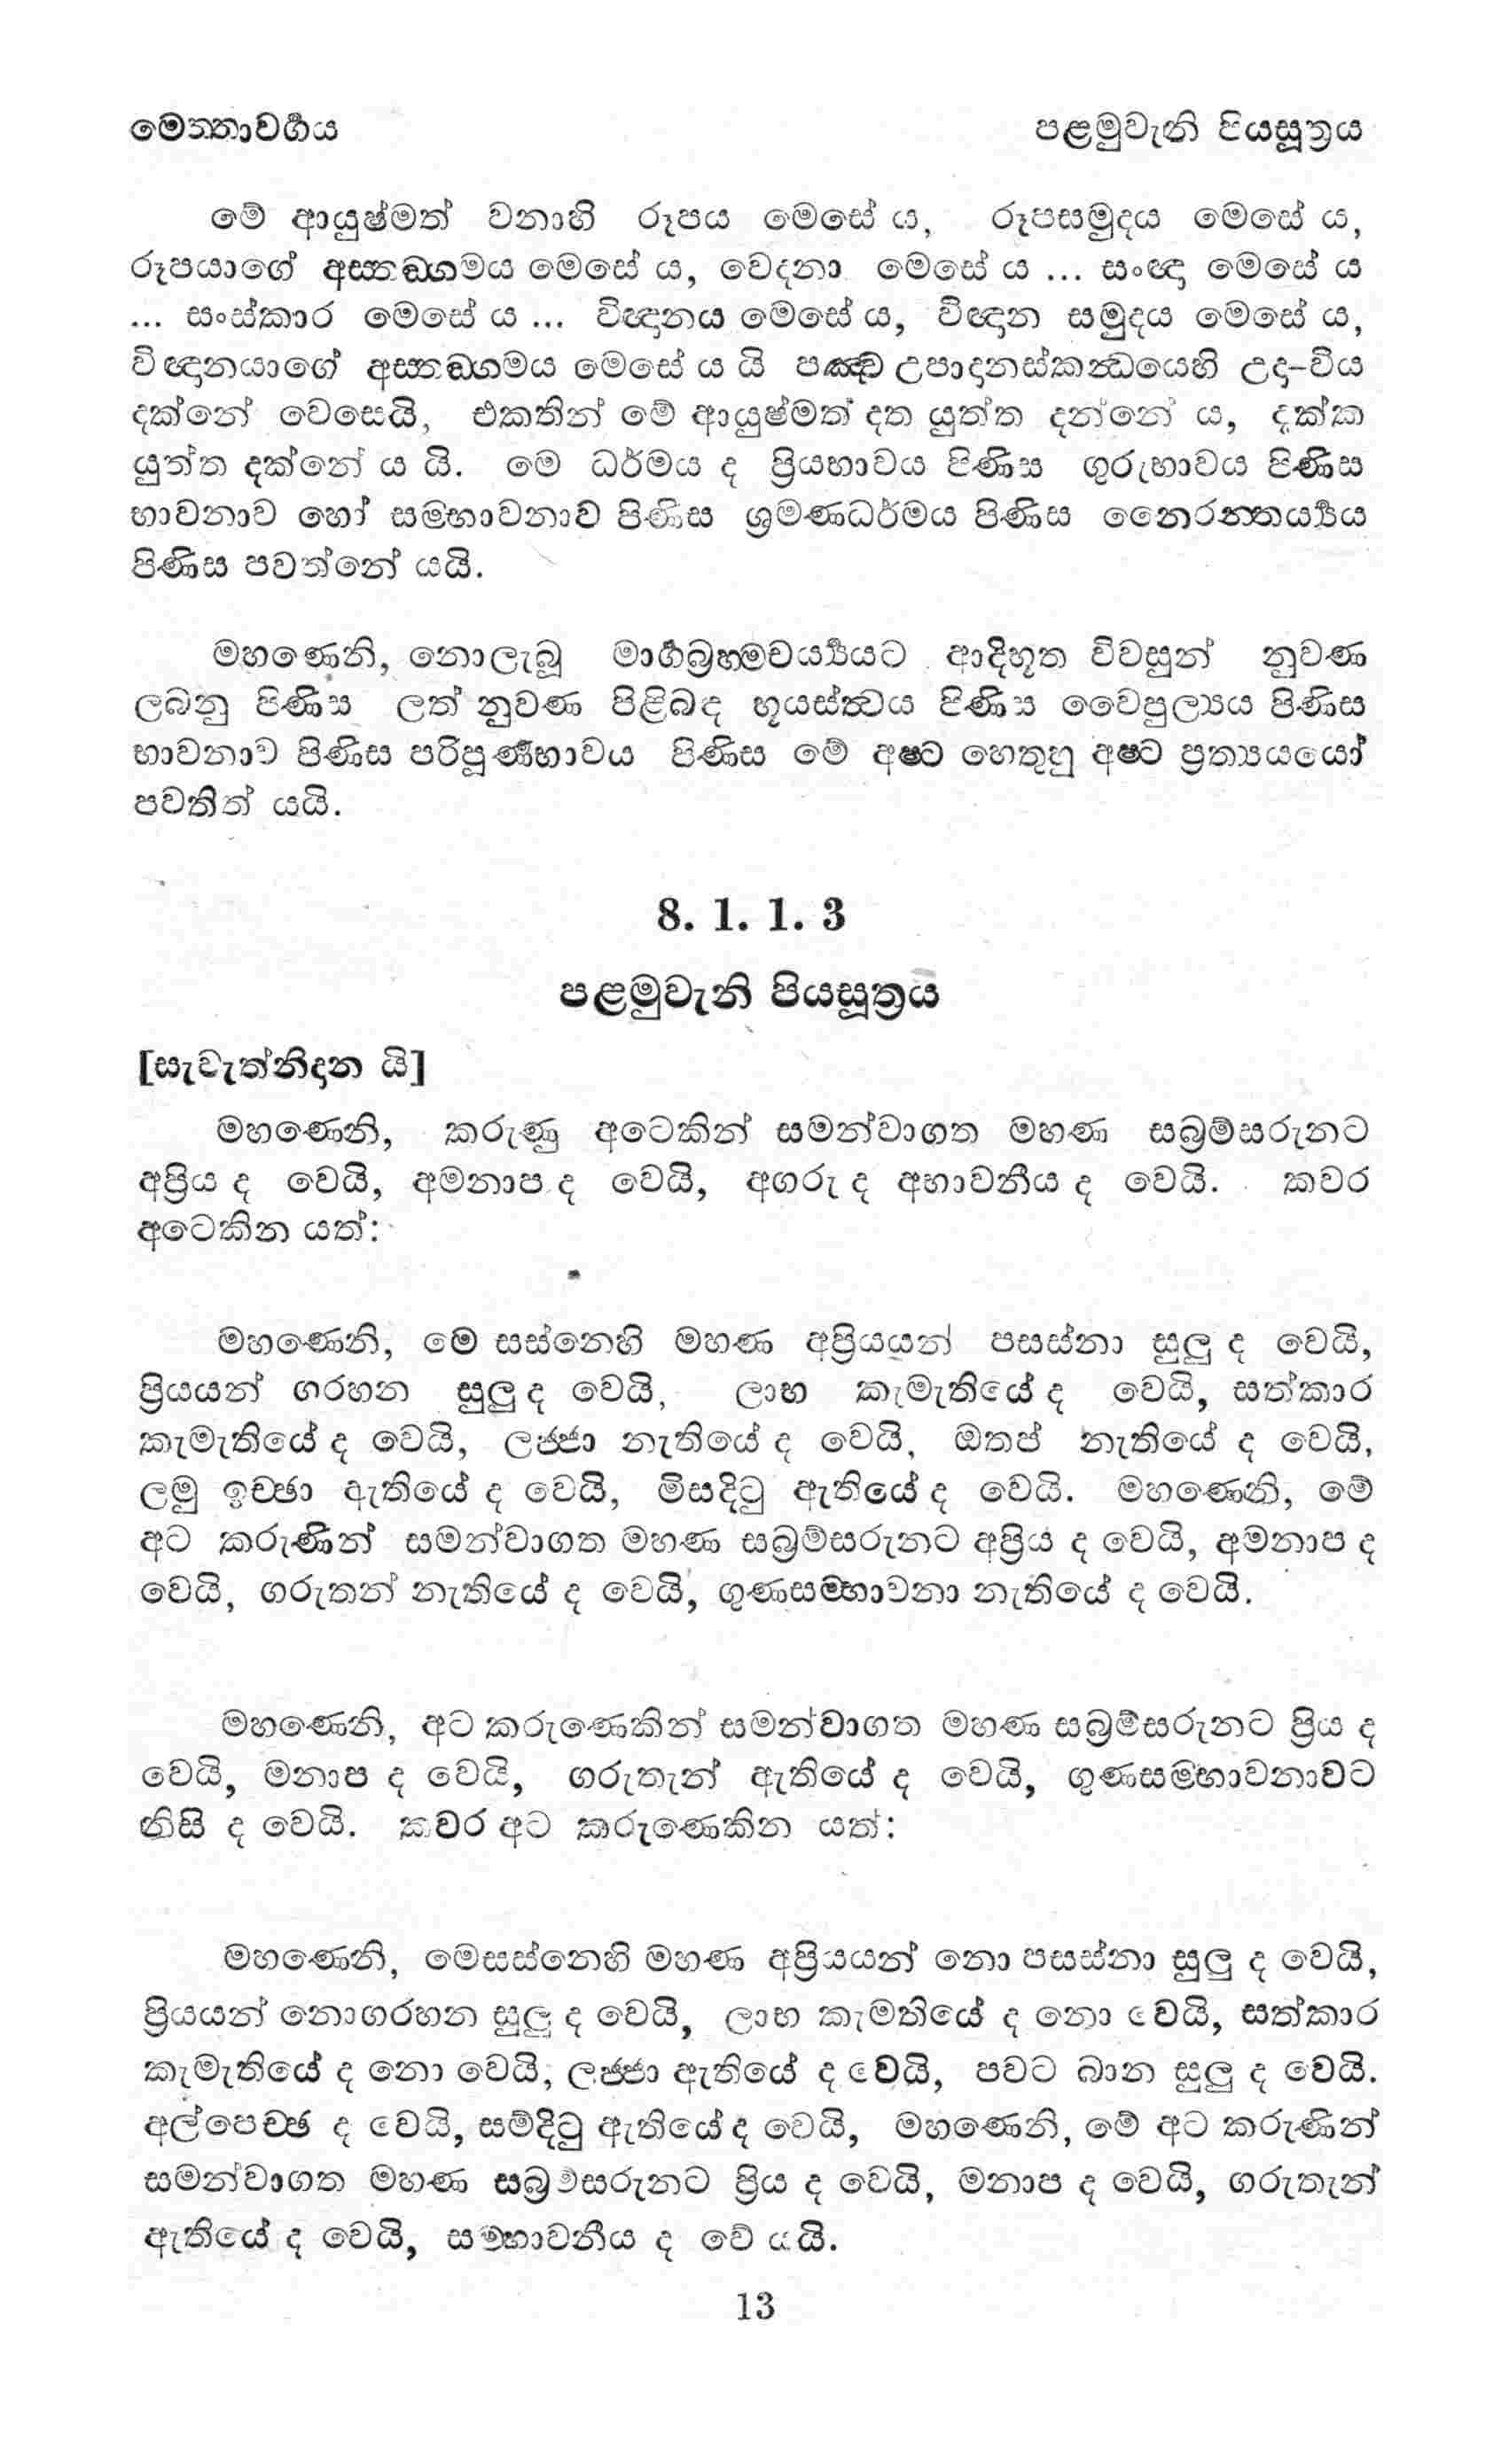 මෙත්තාවර්‍ගය පළමුවැනි පියසූත්‍රය
මේ ආයුෂ්මත් වනාහි රූපය මෙසේ ය, රූපසමුදය මෙසේ ය,
රූපයාගේ අස්තඞ්ගමය මෙසේ ය, වෙදනා මෙසේ ය ... සංඥා මෙසේ ය
... සංස්කාර මෙසේ ය ... විඥානය මෙසේ ය, විඥාන සමුදය මෙසේ ය,
විඥානයාගේ අස්තඞ්ගමය මෙසේ ය යි පඤ්ච උපාදානස්කන්‍ධයෙහි උදා-විය
දක්නේ වෙසෙයි, එකතින් මේ ආයුෂ්මත් දත යුත්ත දන්නේ ය, දැක්ක
යුත්ත දක්නේ ය යි. මෙ ධර්මය ද ප්‍රියභාවය පිණිස ගුරුභාවය පිණිස
භාවනාව හෝ සම්භාවනාව පිණිස ශ්‍රමණධර්මය පිණිස නෛරන්තර්‍ය්‍යය
පිණිස පවත්නේ යයි.
මහණෙනි, නොලැබූ මාර්‍ගබ්‍රහ්මචර්‍ය්‍යයට ආදිභූත විවසුන් නුවණ
ලබනු පිණිස ලත් නුවණ පිළිබඳ භූයස්ත්‍වය පිණිස වෛපුල්‍යය පිණිස
භාවනාව පිණිස පරිපූර්‍ණභාවය පිණිස මේ අෂ්ට හෙතුහු අෂ්ට ප්‍රත්‍යයයෝ
පවතිත් යයි.
8. 1. 1. 3
පළමුවැනි පියසූත්‍රය
[සැවැත්නිදාන යි]
මහණෙනි, කරුණු අටෙකින් සමන්වාගත මහණ සබ්‍රම්සරුනට
අප්‍රිය ද වෙයි, අමනාප ද වෙයි, අගරු ද අභාවනීය ද වෙයි. කවර
අටෙකින යත්:
මහණෙනි, මෙ සස්නෙහි මහණ අප්‍රියයන් පසස්නා සුලු ද වෙයි,
ප්‍රියයන් ගරහන සුලු ද වෙයි, ලාභ කැමැතියේ ද වෙයි, සත්කාර
කැමැතියේ ද වෙයි, ලජ්ජා නැතියේ ද වෙයි, ඔතප් නැතියේ ද වෙයි,
ලමු ඉච්ඡා ඇතියේ ද වෙයි, මිසදිටු ඇතියේ ද වෙයි. මහණෙනි, මේ
අට කරුණින් සමන්වාගත මහණ සබ්‍රම්සරුනට අප්‍රිය ද වෙයි, අමනාප ද
වෙයි, ගරුතන් නැතියේ ද වෙයි, ගුණසම්භාවනා නැතියේ ද වෙයි.
මහණෙනි, අට කරුණෙකින් සමන්වාගත මහණ සබ්‍රම්සරුනට ප්‍රිය ද
වෙයි, මනාප ද වෙයි, ගරුතැන් ඇතියේ ද වෙයි, ගුණසම්භාවනාවට
නිසි ද වෙයි. කවර අට කරුණෙකින යත්:
මහණෙනි, මෙසස්නෙහි මහණ අප්‍රියයන් නො පසස්නා සුලු ද වෙයි,
ප්‍රියයන් නොගරහන සුලු ද වෙයි, ලාභ කැමතියේ ද නො වෙයි, සත්කාර
කැමැතියේ ද නො වෙයි, ලජ්ජා ඇතියේ ද වෙයි, පවට බාන සුලු ද වෙයි.
අල්පෙච්ඡ ද වෙයි, සම්දිටු ඇතියේ ද වෙයි, මහණෙනි, මේ අට කරුණින්
සමන්වාගත මහණ සබ්‍රම්සරුනට ප්‍රිය ද වෙයි, මනාප ද වෙයි, ගරුතැන්
ඇතියේ ද වෙයි, සම්භාවනීය ද වේ යයි.
13